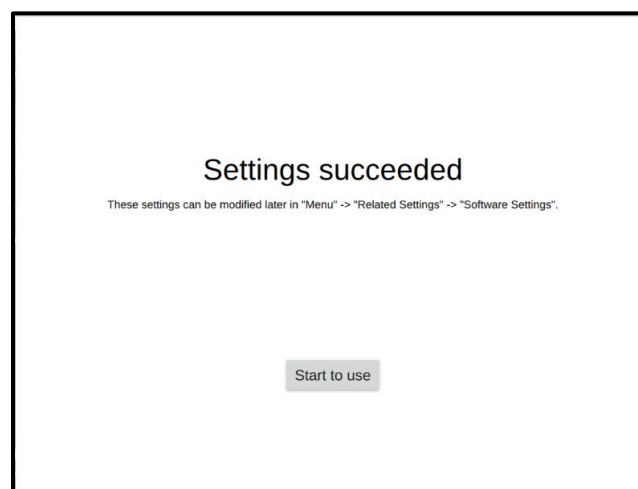 Settings succeeded
These settings can be modified later in "Menu" -> "Related Settings" -> "Software Settings".
Start to use